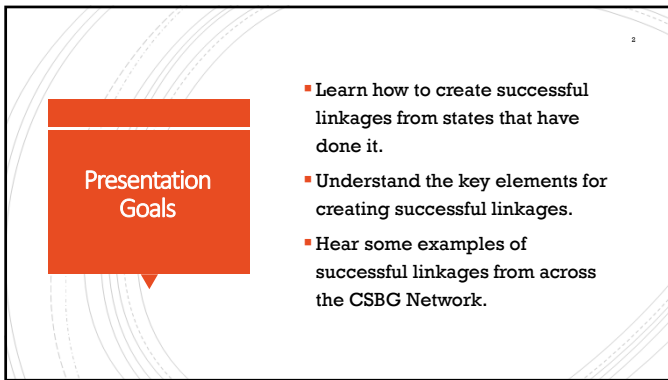 2
Presentation
Goals
▪ Learn how to create successful
linkages from states that have
done it.
▪ Understand the key elements for
creating successful linkages.
▪ Hear some examples of
successful linkages from across
the CSBG Network.